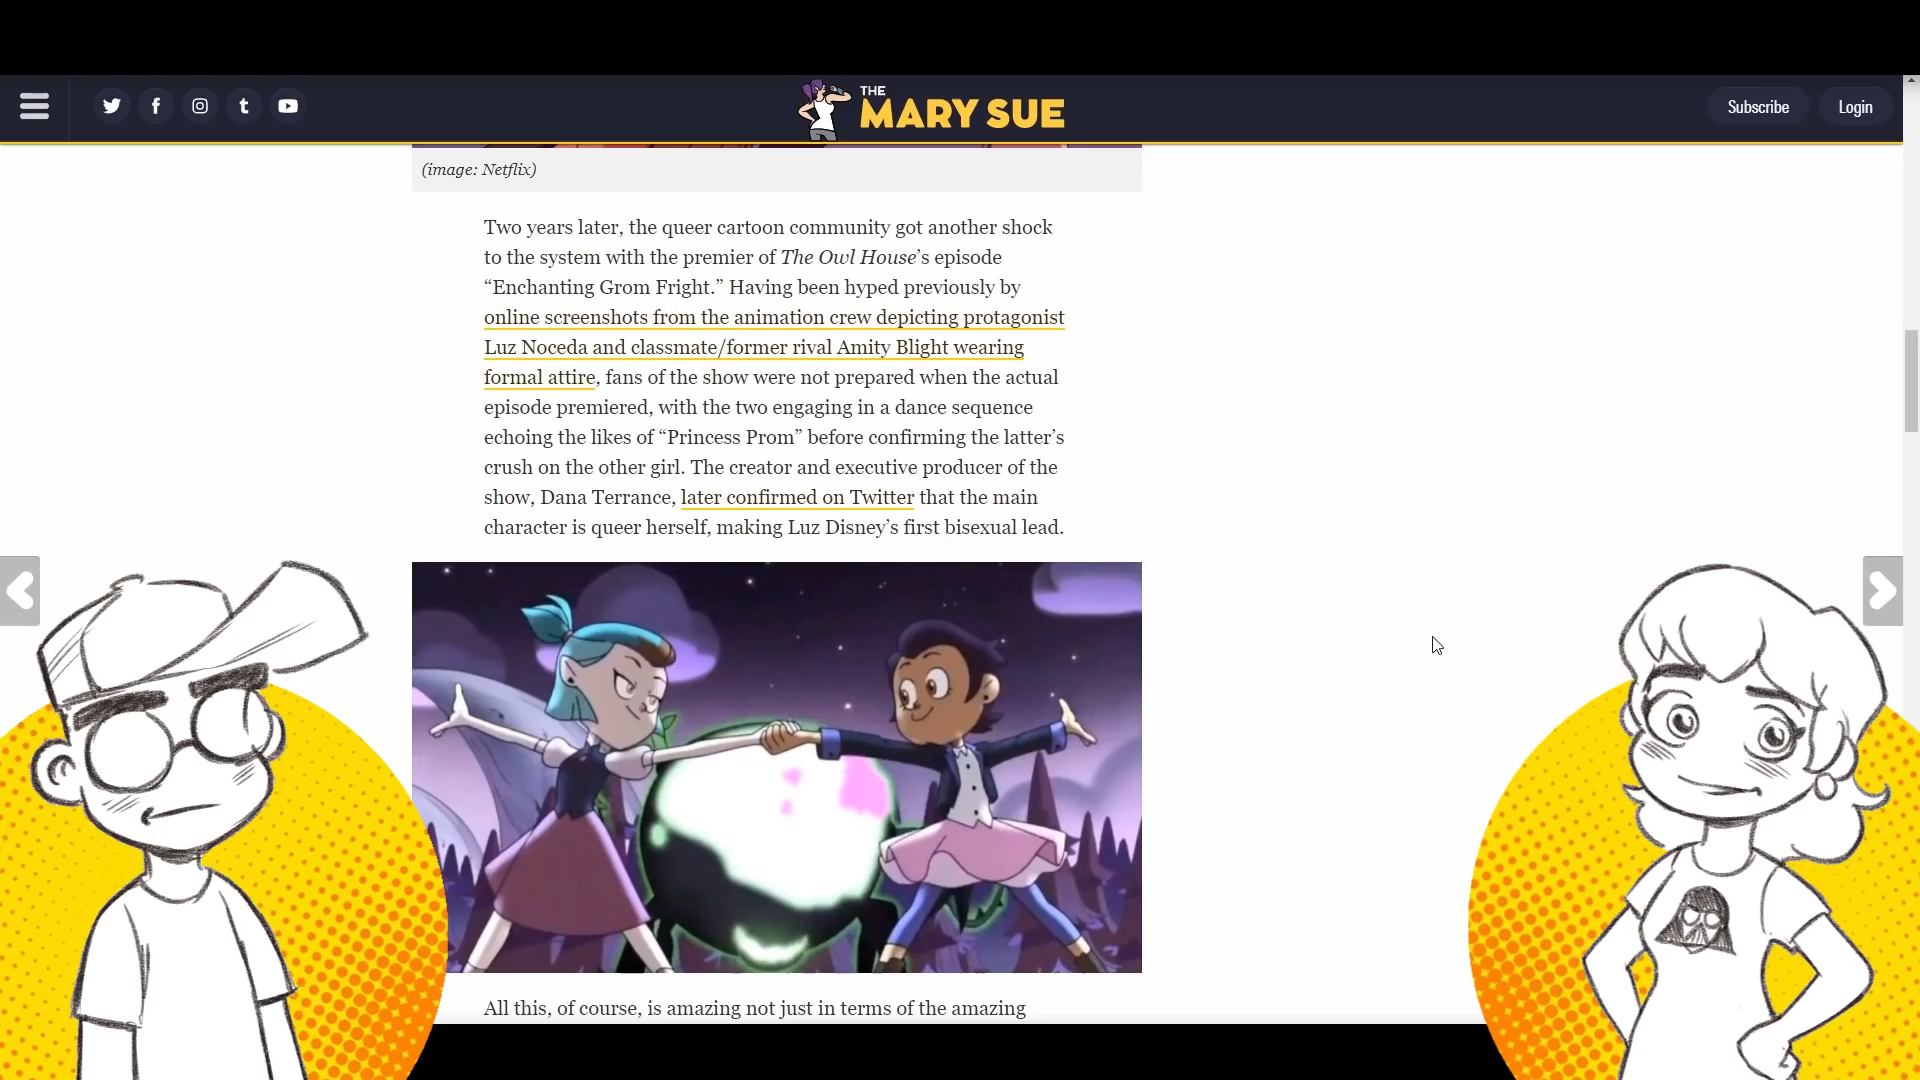 THE
MARY SUE
Subscribe
Login
(image: Netflix)
Two years later, the queer cartoon community got another shock
to the system with the premier of The Owl House’s episode
“Enchanting Grom Fright.” Having been hyped previously by
online screenshots from the animation crew depicting protagonist
Luz Noceda and classmate/former rival Amity Blight wearing
formal attire, fans of the show were not prepared when the actual
episode premiered, with the two engaging in a dance sequence
echoing the likes of “Princess Prom” before confirming the latter’s
crush on the other girl. The creator and executive producer of the
show, Dana Terrance, later confirmed on Twitter that the main
character is queer herself, making Luz Disney’s first bisexual lead.
All this, of course, is amazing not just in terms of the amazing